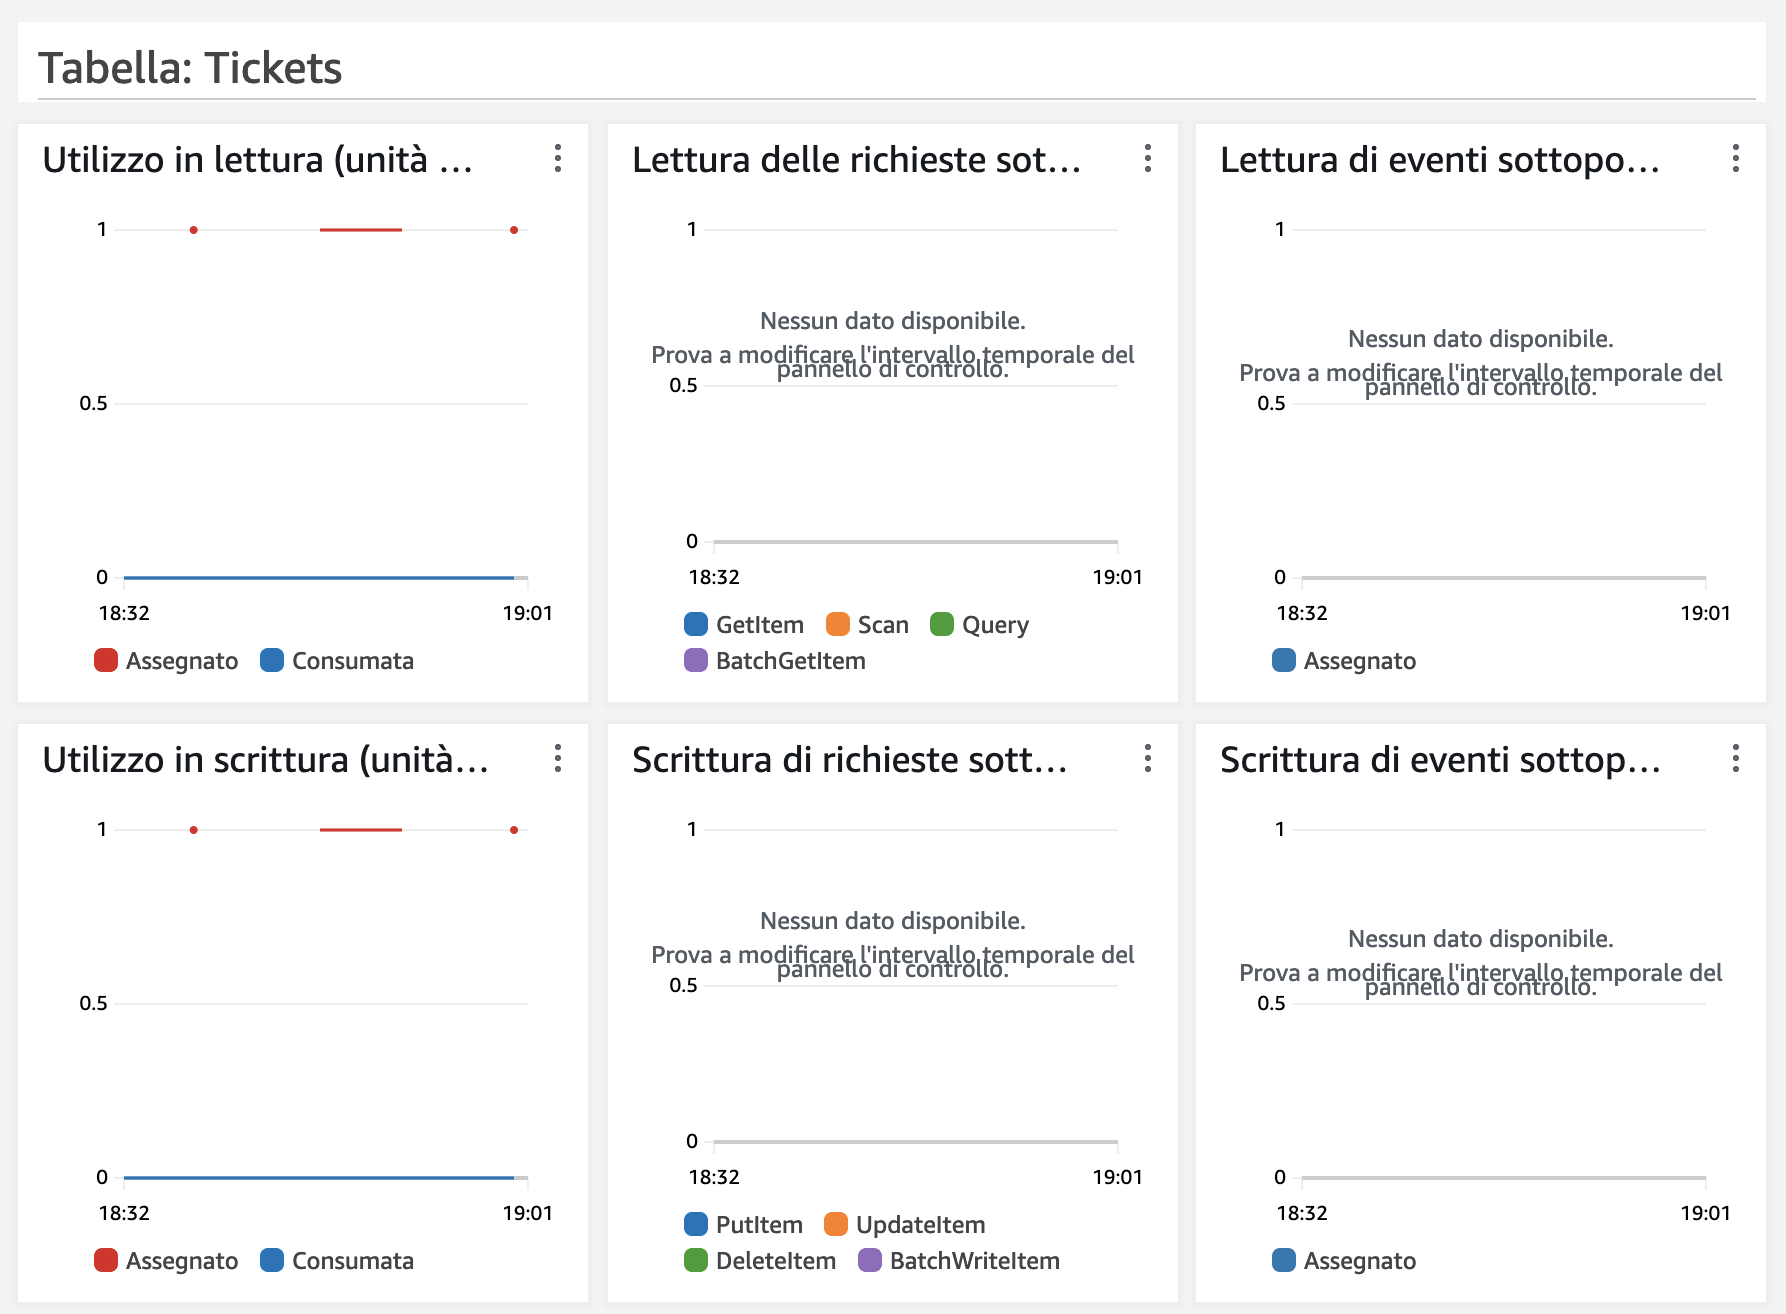 Tabella: Tickets
Utilizzo in lettura (unità ...
1
0.5
0
18:32
19:01
Assegnato
Consumata
Lettura delle richieste sot...
1
Nessun dato disponibile.
Prova a modificare l'intervallo temporale del
pannello di controllo.
0.5
0
18:32
19:01
GetItem
Scan
Query
BatchGetItem
Lettura di eventi sottopo...
1
Nessun dato disponibile.
Prova a modificare l'intervallo temporale del
pannello di controllo.
0.5
0
18:32
19:01
Assegnato
Utilizzo in scrittura (unità...
1
0.5
0
18:32
19:01
Assegnato
Consumata
Scrittura di richieste sott...
1
Nessun dato disponibile.
Prova a modificare l'intervallo temporale del
pannello di controllo.
0.5
0
18:32
19:01
PutItem
UpdateItem
DeleteItem
BatchWriteItem
Scrittura di eventi sottop...
1
Nessun dato disponibile.
Prova a modificare l'intervallo temporale del
pannello di controllo.
0.5
0
18:32
19:01
Assegnato